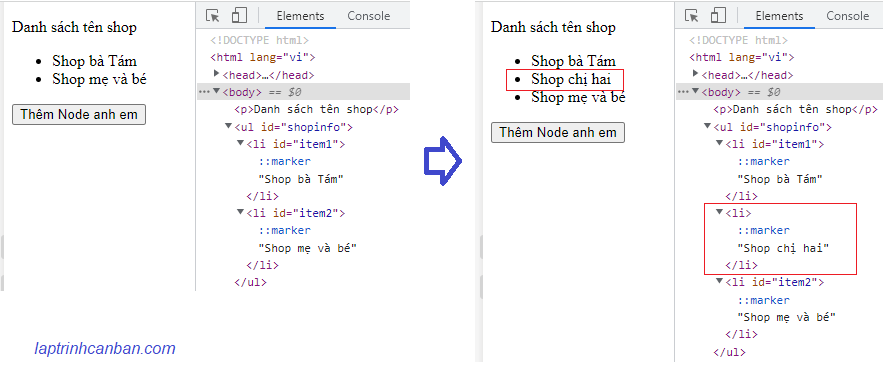 Danh sách tên shop
Shop bà Tám
Shop mẹ và bé
Thêm Node anh em
Elements
Console
<!DOCTYPE html>
<html lang="vi">
<head>…</head>
<body> == $0
<p>Danh sách tên shop</p>
<ul id="shopinfo">
<li id="item1">
::marker
"Shop bà Tám"
</li>
<li id="item2">
::marker
"Shop mẹ và bé"
</li>
</ul>
laptrinhcanban.com
Danh sách tên shop
Shop bà Tám
Shop chị hai
Shop mẹ và bé
Thêm Node anh em
Elements
Console
<!DOCTYPE html>
<html lang="vi">
<head>…</head>
<body> == $0
<p>Danh sách tên shop</p>
<ul id="shopinfo">
<li id="item1">
::marker
"Shop bà Tám"
</li>
<li>
::marker
"Shop chị hai"
</li>
<li id="item2">
::marker
"Shop mẹ và bé"
</li>
</ul>